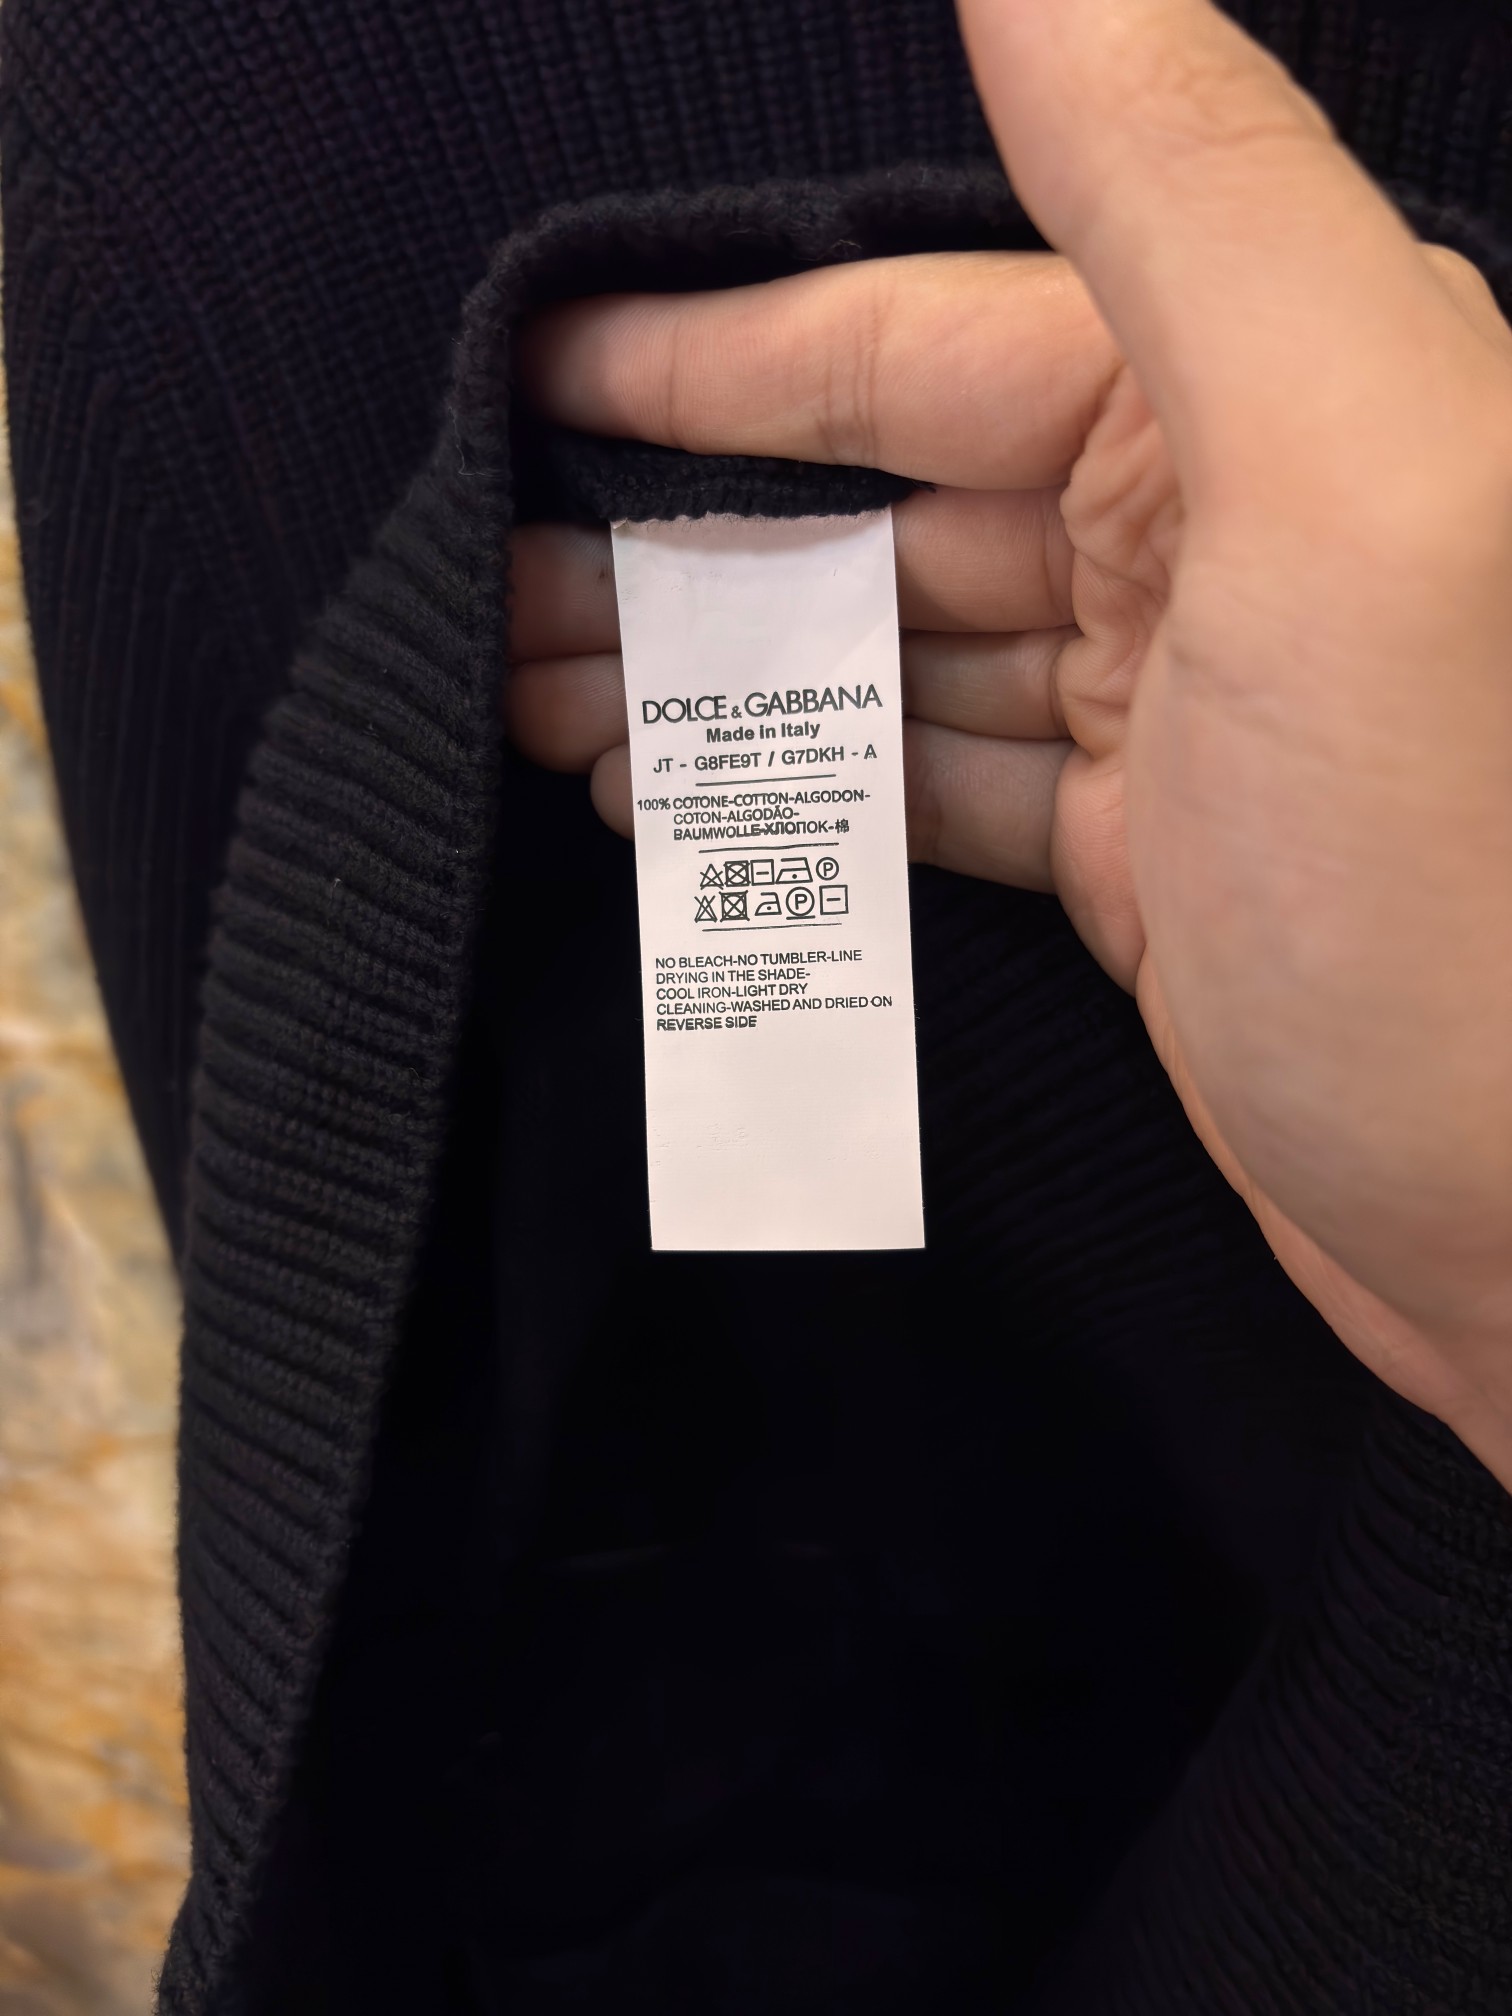 DOLCE & GABBANA
Made in Italy
JT - G8FE9T / G7DKH - A
100% COTONE-COTTON-ALGODON-
COTON-ALGODÃO-
BAUMWOLLE-ХЛОПОК-棉
P
P
NO BLEACH-NO TUMBLER-LINE
DRYING IN THE SHADE-
COOL IRON-LIGHT DRY
CLEANING-WASHED AND DRIED ON
REVERSE SIDE